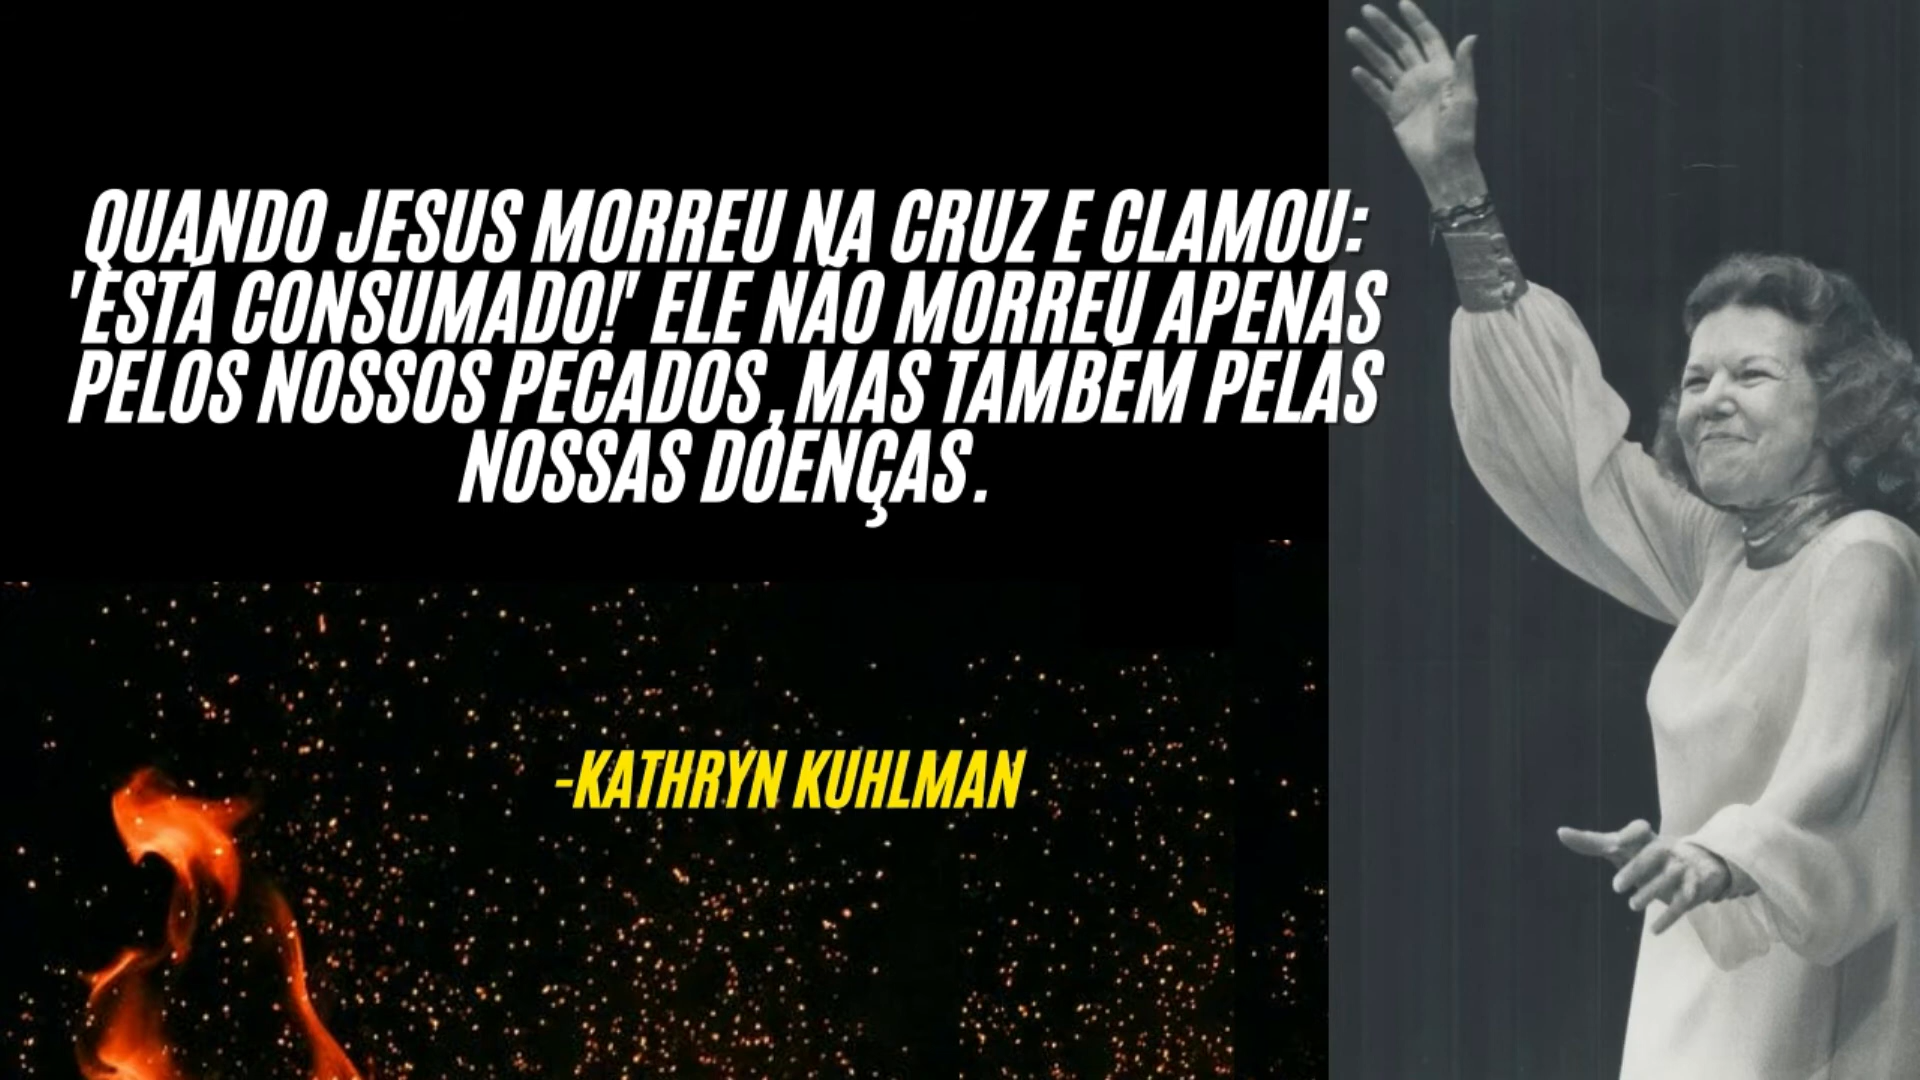 QUANDO JESUS MORREU NA CRUZ E CLAMOU:
'ESTÁ CONSUMADO!' ELE NÃO MORREU APENAS
PELOS NOSSOS PECADOS, MAS TAMBÉM PELAS
NOSSAS DOENÇAS.
-KATHRYN KUHLMAN